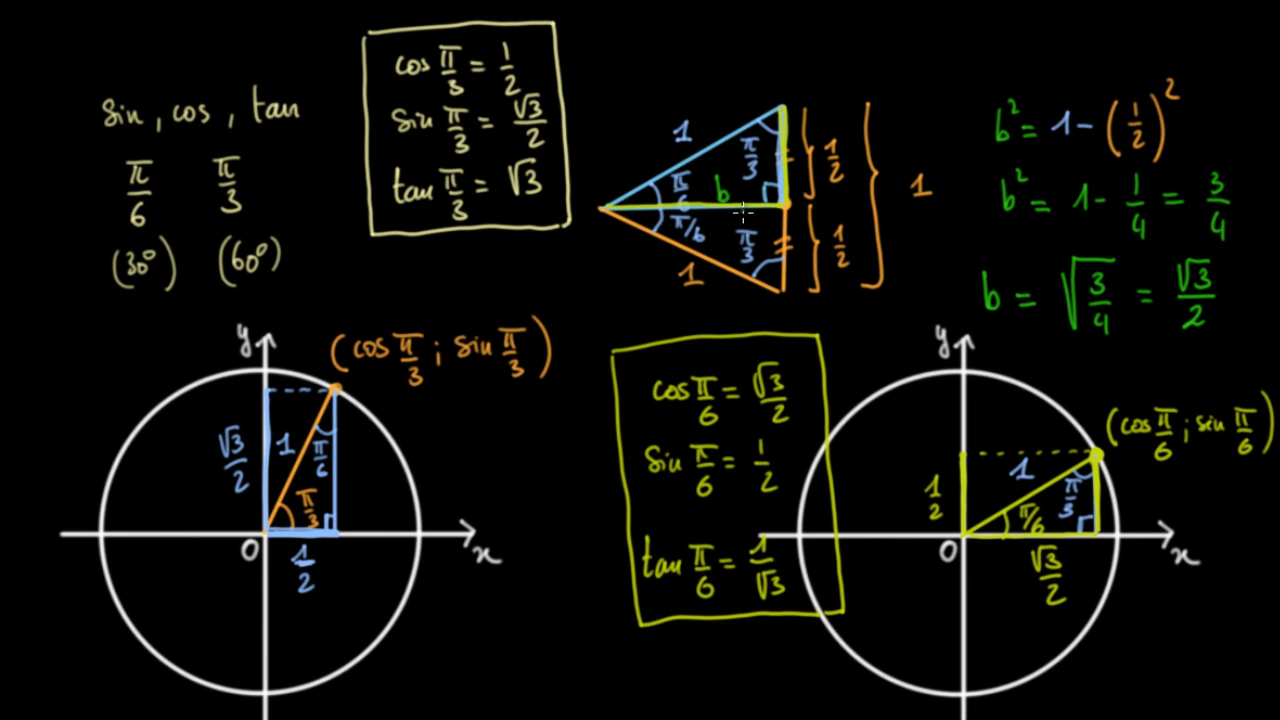 sin, cos, tan
π/6 π/3
(30°) (60°)
cos π/3 = 1/2
sin π/3 = √3/2
tan π/3 = √3
1
π/3
1/2
π/6
b
1
π/6
π/3
1/2
1
b² = 1 - (1/2)²
b² = 1 - 1/4 = 3/4
b = √(3/4) = √3/2
y
(cos π/3 ; sin π/3)
√3/2
1
π/6
π/3
O
1/2
x
cos π/6 = √3/2
sin π/6 = 1/2
tan π/6 = 1/√3
y
(cos π/6 ; sin π/6)
1/2
1
π/3
π/6
O
√3/2
x